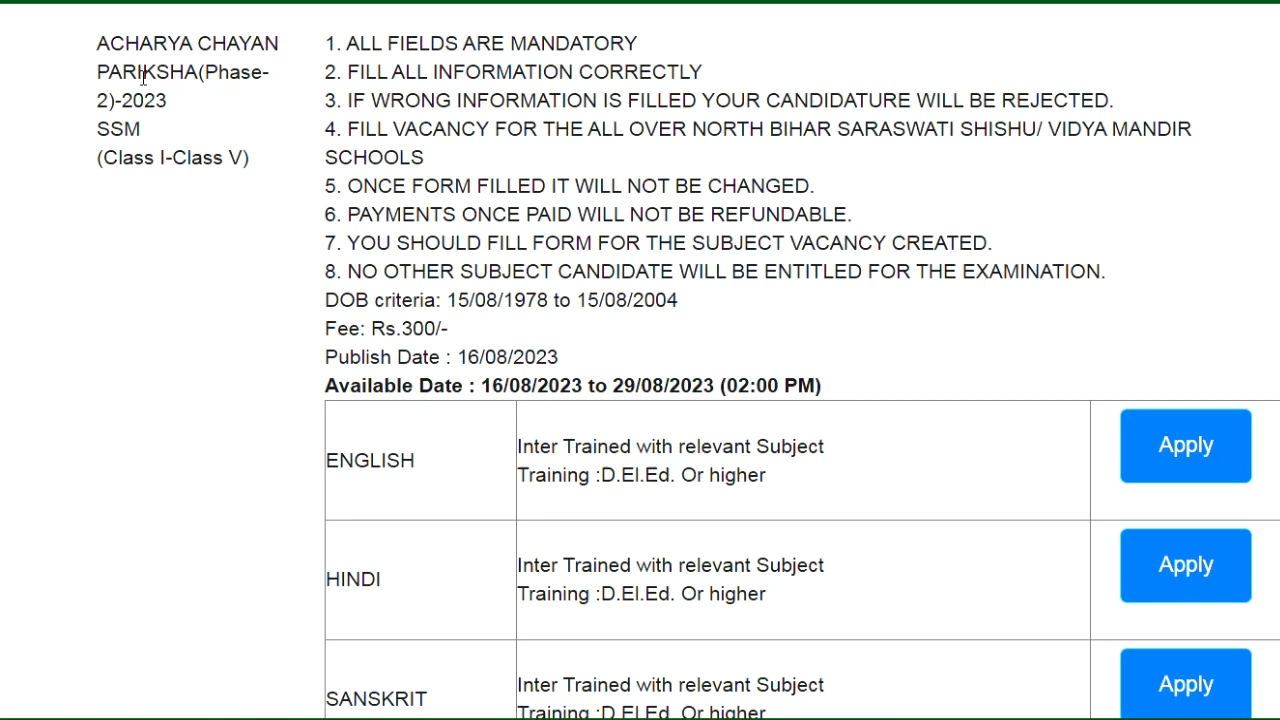 ACHARYA CHAYAN
PARIKSHA(Phase-
2)-2023
SSM
(Class I-Class V)
1. ALL FIELDS ARE MANDATORY
2. FILL ALL INFORMATION CORRECTLY
3. IF WRONG INFORMATION IS FILLED YOUR CANDIDATURE WILL BE REJECTED.
4. FILL VACANCY FOR THE ALL OVER NORTH BIHAR SARASWATI SHISHU/ VIDYA MANDIR
SCHOOLS
5. ONCE FORM FILLED IT WILL NOT BE CHANGED.
6. PAYMENTS ONCE PAID WILL NOT BE REFUNDABLE.
7. YOU SHOULD FILL FORM FOR THE SUBJECT VACANCY CREATED.
8. NO OTHER SUBJECT CANDIDATE WILL BE ENTITLED FOR THE EXAMINATION.
DOB criteria: 15/08/1978 to 15/08/2004
Fee: Rs.300/-
Publish Date : 16/08/2023
Available Date : 16/08/2023 to 29/08/2023 (02:00 PM)
ENGLISH
Inter Trained with relevant Subject
Training :D.El.Ed. Or higher
Apply
HINDI
Inter Trained with relevant Subject
Training :D.El.Ed. Or higher
Apply
SANSKRIT
Inter Trained with relevant Subject
Training :D.El.Ed. Or higher
Apply